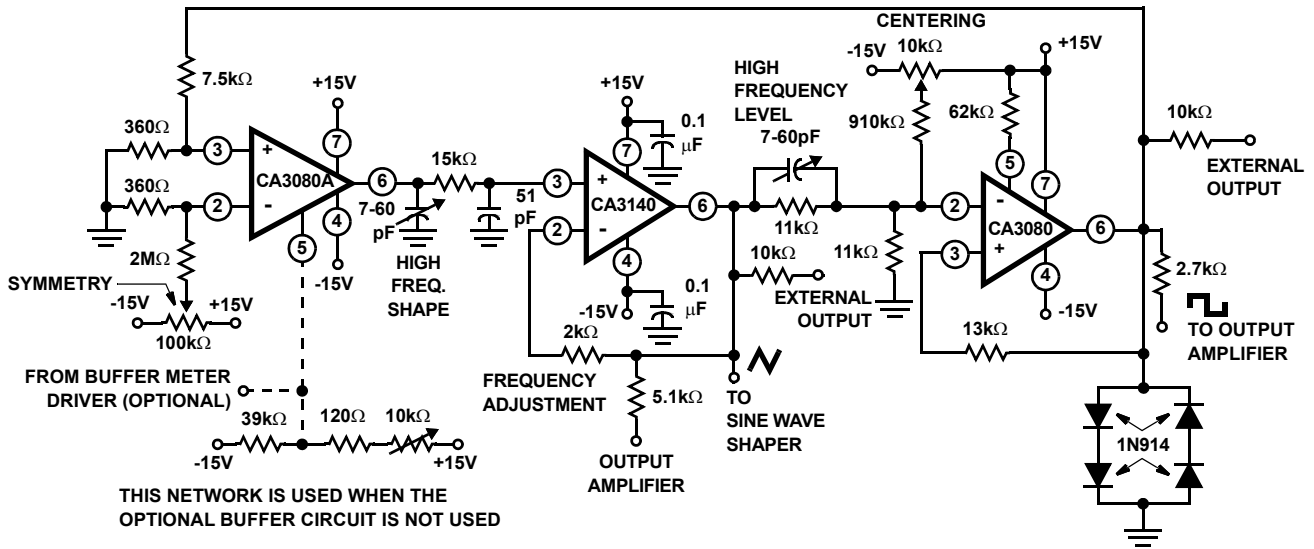 CENTERING
-15V
10kΩ
+15V
7.5kΩ
+15V
HIGH
FREQUENCY
LEVEL
7-60pF
+15V
0.1
μF
910kΩ
62kΩ
10kΩ
EXTERNAL
OUTPUT
360Ω
3
+
7
CA3080A
6
15kΩ
360Ω
2
-
4
5
-15V
7-60
pF
51
pF
HIGH
FREQ.
SHAPE
3
+
7
CA3140
6
2
-
4
-15V
0.1
μF
11kΩ
10kΩ
EXTERNAL
OUTPUT
11kΩ
5
7
2
-
CA3080
6
3
+
4
-15V
13kΩ
2.7kΩ
TO OUTPUT
AMPLIFIER
2MΩ
SYMMETRY
-15V
+15V
100kΩ
FROM BUFFER METER
DRIVER (OPTIONAL)
2kΩ
FREQUENCY
ADJUSTMENT
5.1kΩ
TO
SINE WAVE
SHAPER
OUTPUT
AMPLIFIER
39kΩ
120Ω
10kΩ
-15V
+15V
1N914
THIS NETWORK IS USED WHEN THE
OPTIONAL BUFFER CIRCUIT IS NOT USED